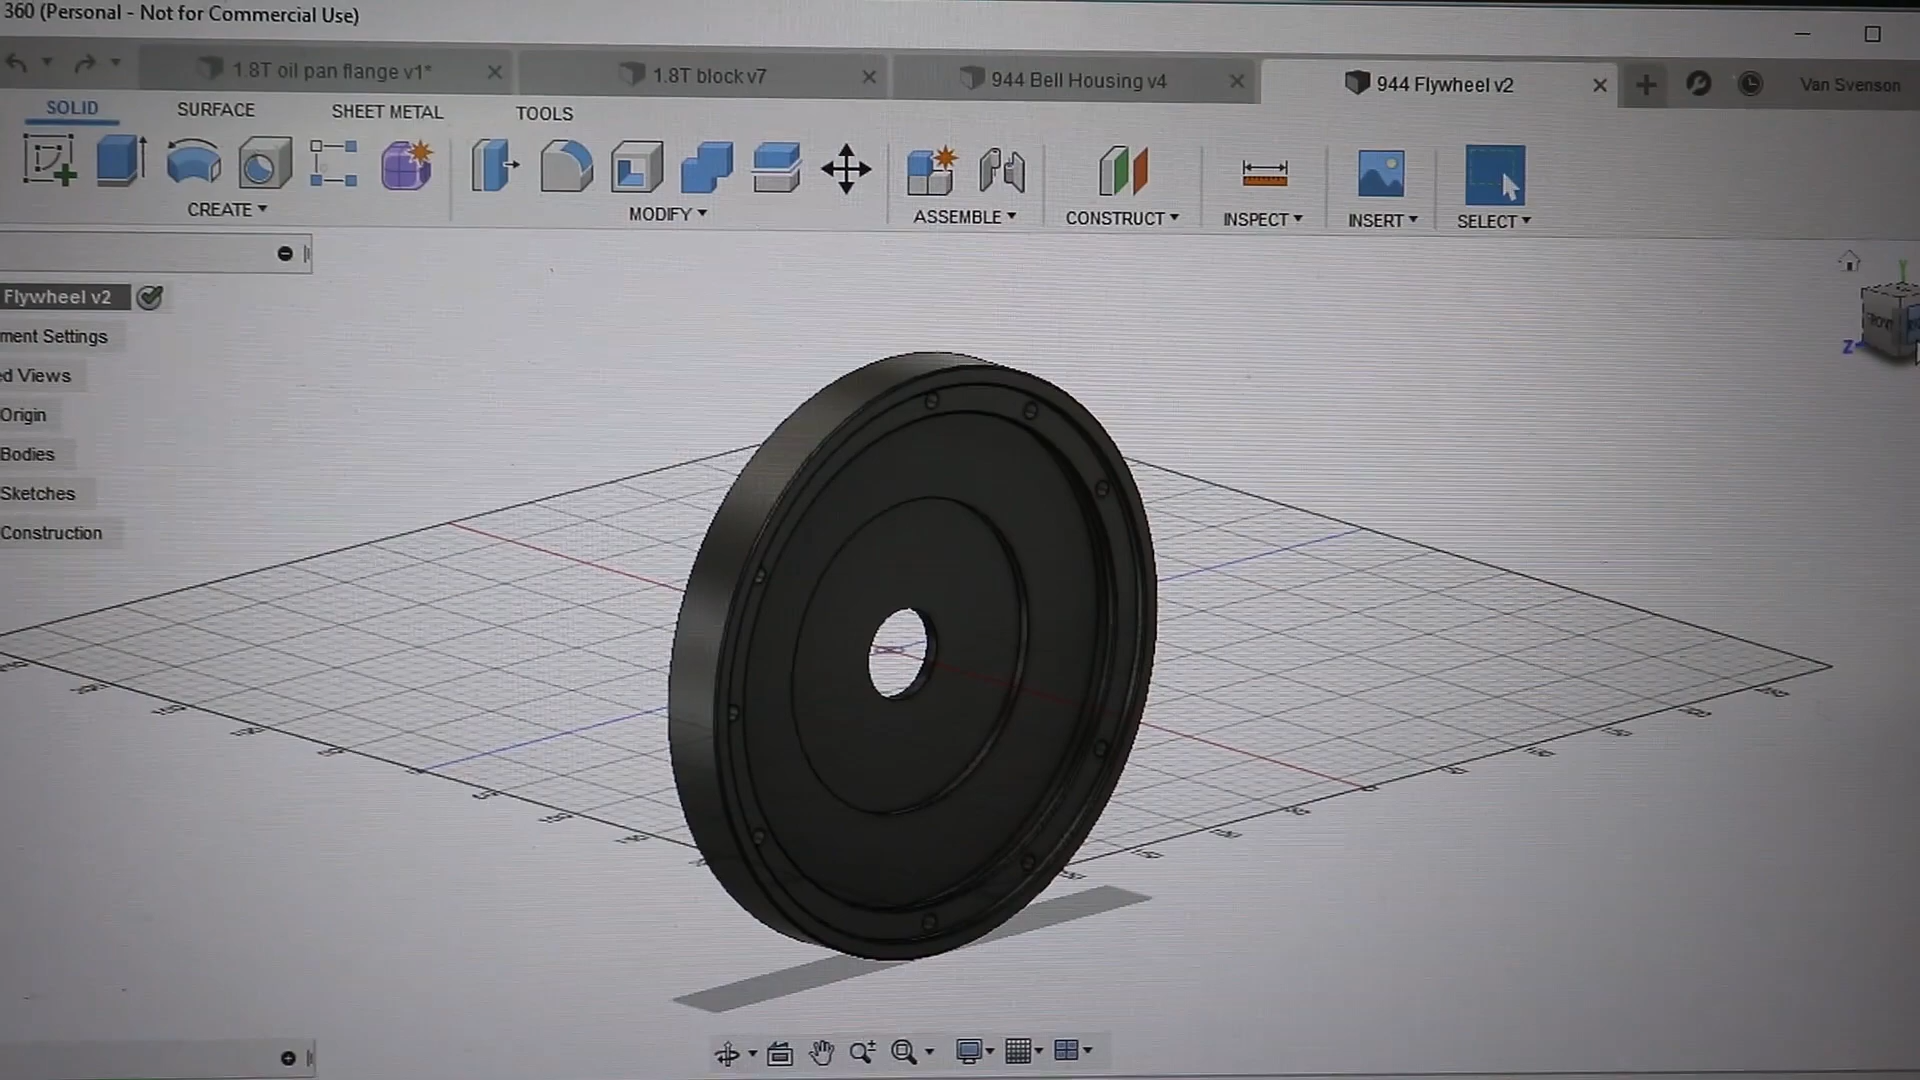 360 (Personal - Not for Commercial Use)
1.8T oil pan flange v1*
1.8T block v7
944 Bell Housing v4
944 Flywheel v2
Van Svenson
SOLID
SURFACE
SHEET METAL
TOOLS
CREATE
MODIFY
ASSEMBLE
CONSTRUCT
INSPECT
INSERT
SELECT
Flywheel v2
ment Settings
ed Views
Origin
Bodies
Sketches
Construction
Y
FRONT
Z